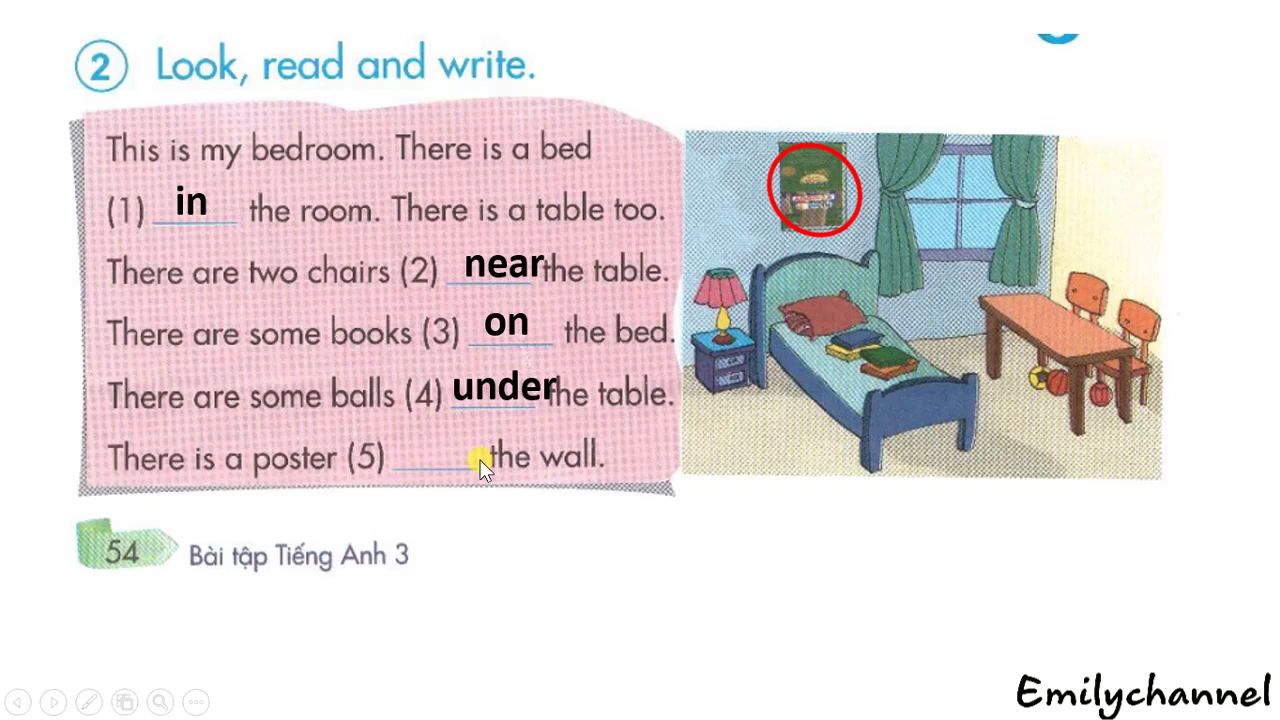 2 Look, read and write.
This is my bedroom. There is a bed
(1) in the room. There is a table too.
There are two chairs (2) near the table.
There are some books (3) on the bed.
There are some balls (4) under the table.
There is a poster (5) ______ the wall.
54 Bài tập Tiếng Anh 3
Emilychannel